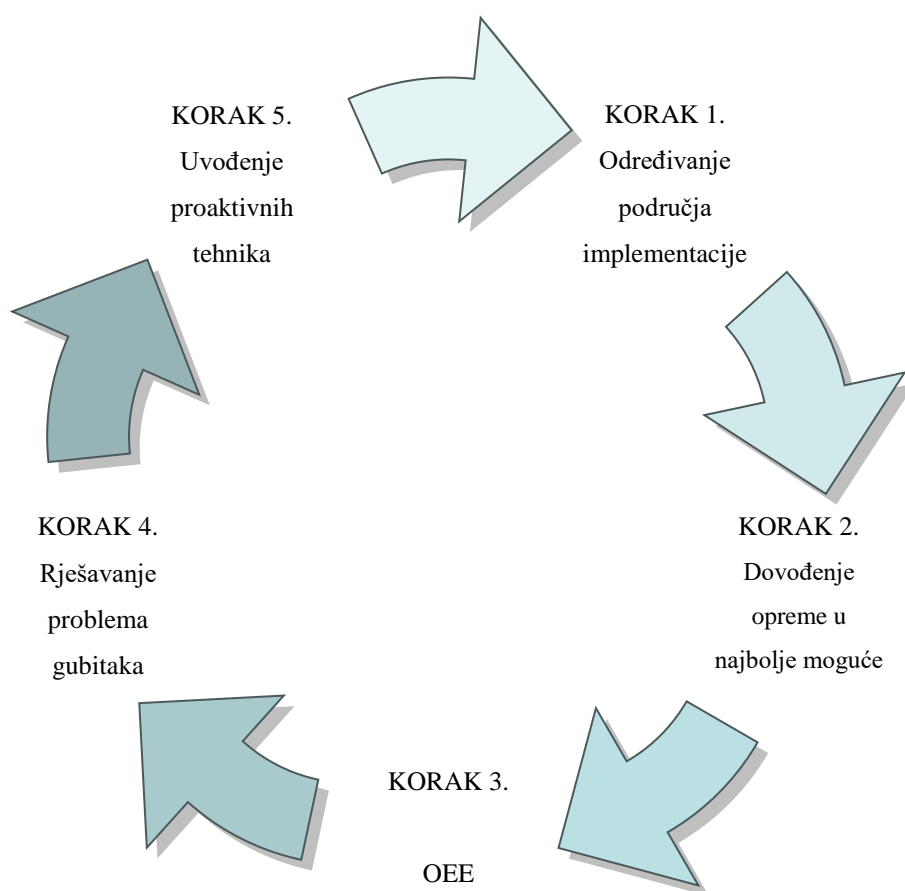 KORAK 1.
Određivanje
područja
implementacije
KORAK 2.
Dovođenje
opreme u
najbolje moguće
KORAK 3.
OEE
KORAK 4.
Rješavanje
problema
gubitaka
KORAK 5.
Uvođenje
proaktivnih
tehnika